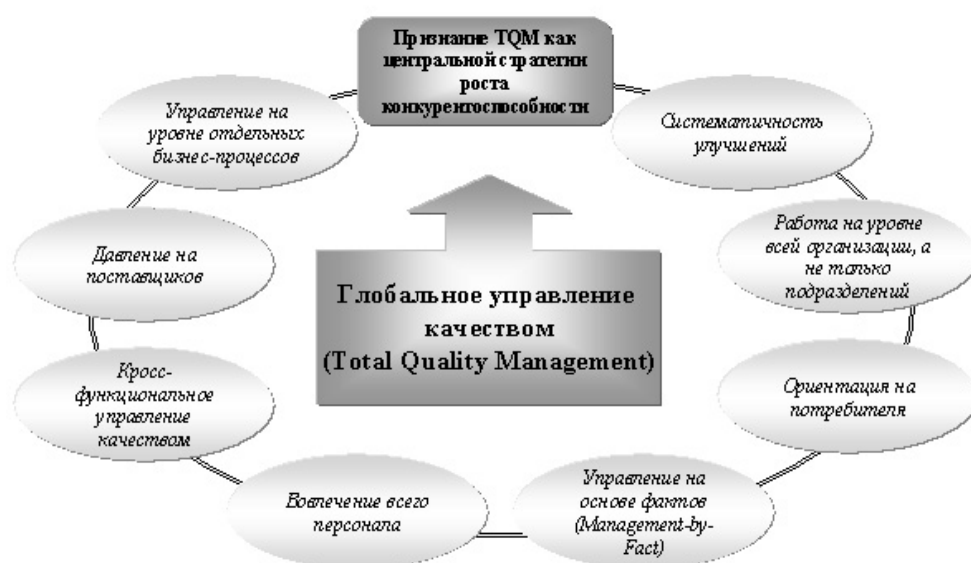 Признание TQM как
центральной стратегии
роста
конкурентоспособности
Систематичность
улучшений
Работа на уровне
всей организации, а
не только
подразделений
Ориентация на
потребителя
Управление на
основе фактов
(Management-by-
Fact)
Вовлечение всего
персонала
Кросс-
функциональное
управление
качеством
Давление на
поставщиков
Управление на
уровне отдельных
бизнес-процессов
Глобальное управление
качеством
(Total Quality Management)